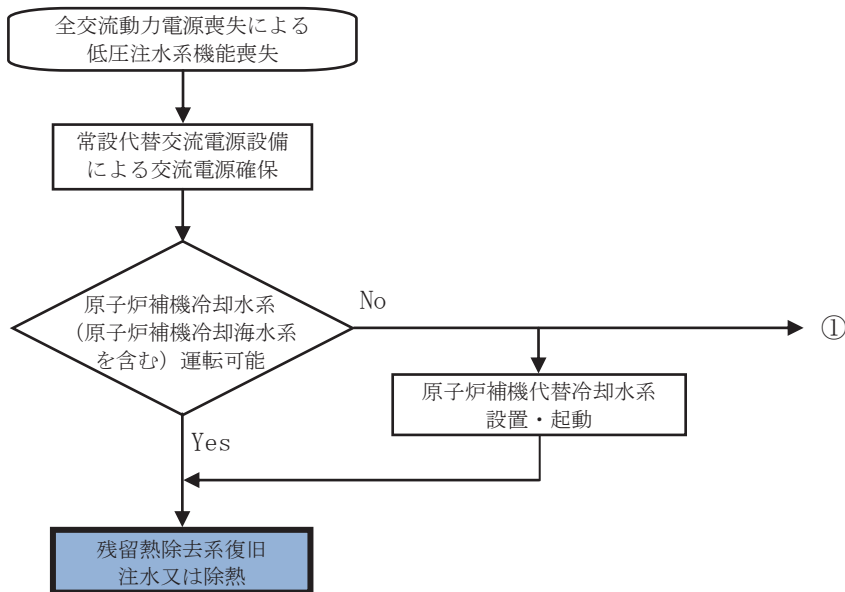 全交流動力電源喪失による
低圧注水系機能喪失
常設代替交流電源設備
による交流電源確保
原子炉補機冷却水系
（原子炉補機冷却海水系
を含む）運転可能
No
①
原子炉補機代替冷却水系
設置・起動
Yes
残留熱除去系復旧
注水又は除熱